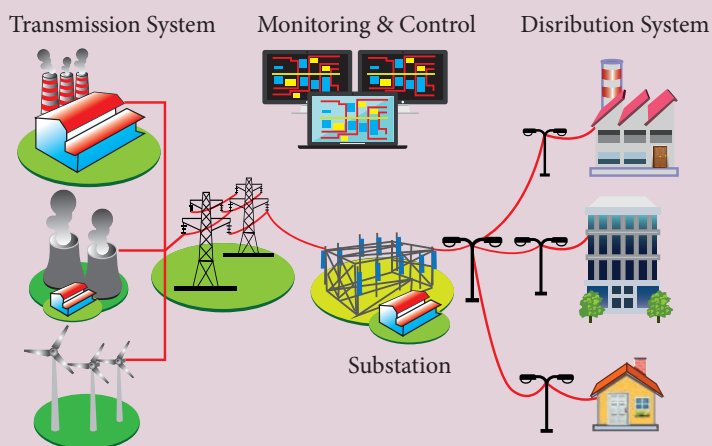 Transmission System
Monitoring & Control
Disribution System
Substation